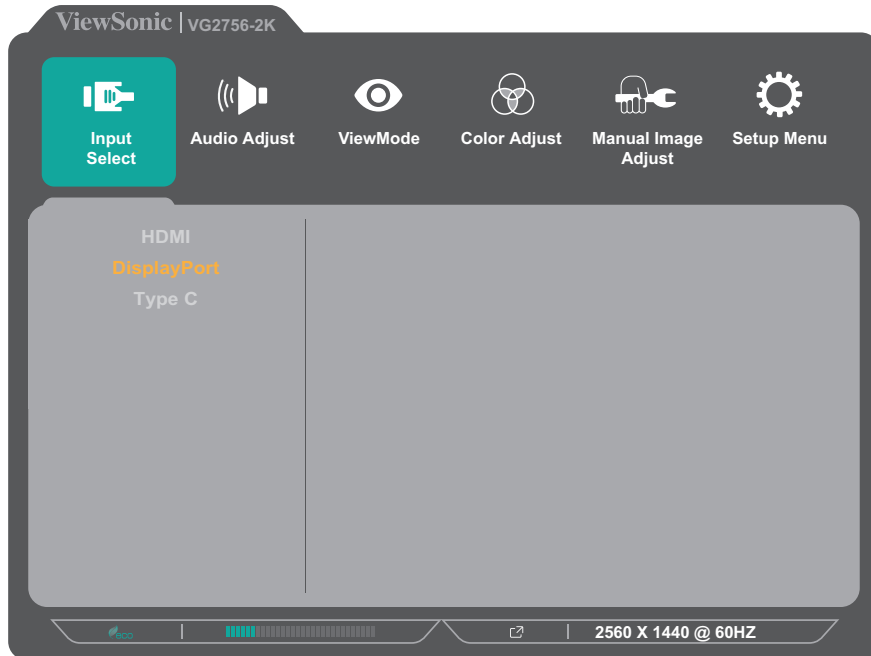 ViewSonic | VG2756-2K
Input Select
Audio Adjust
ViewMode
Color Adjust
Manual Image Adjust
Setup Menu
HDMI
DisplayPort
Type C
eco
2560 X 1440 @ 60HZ